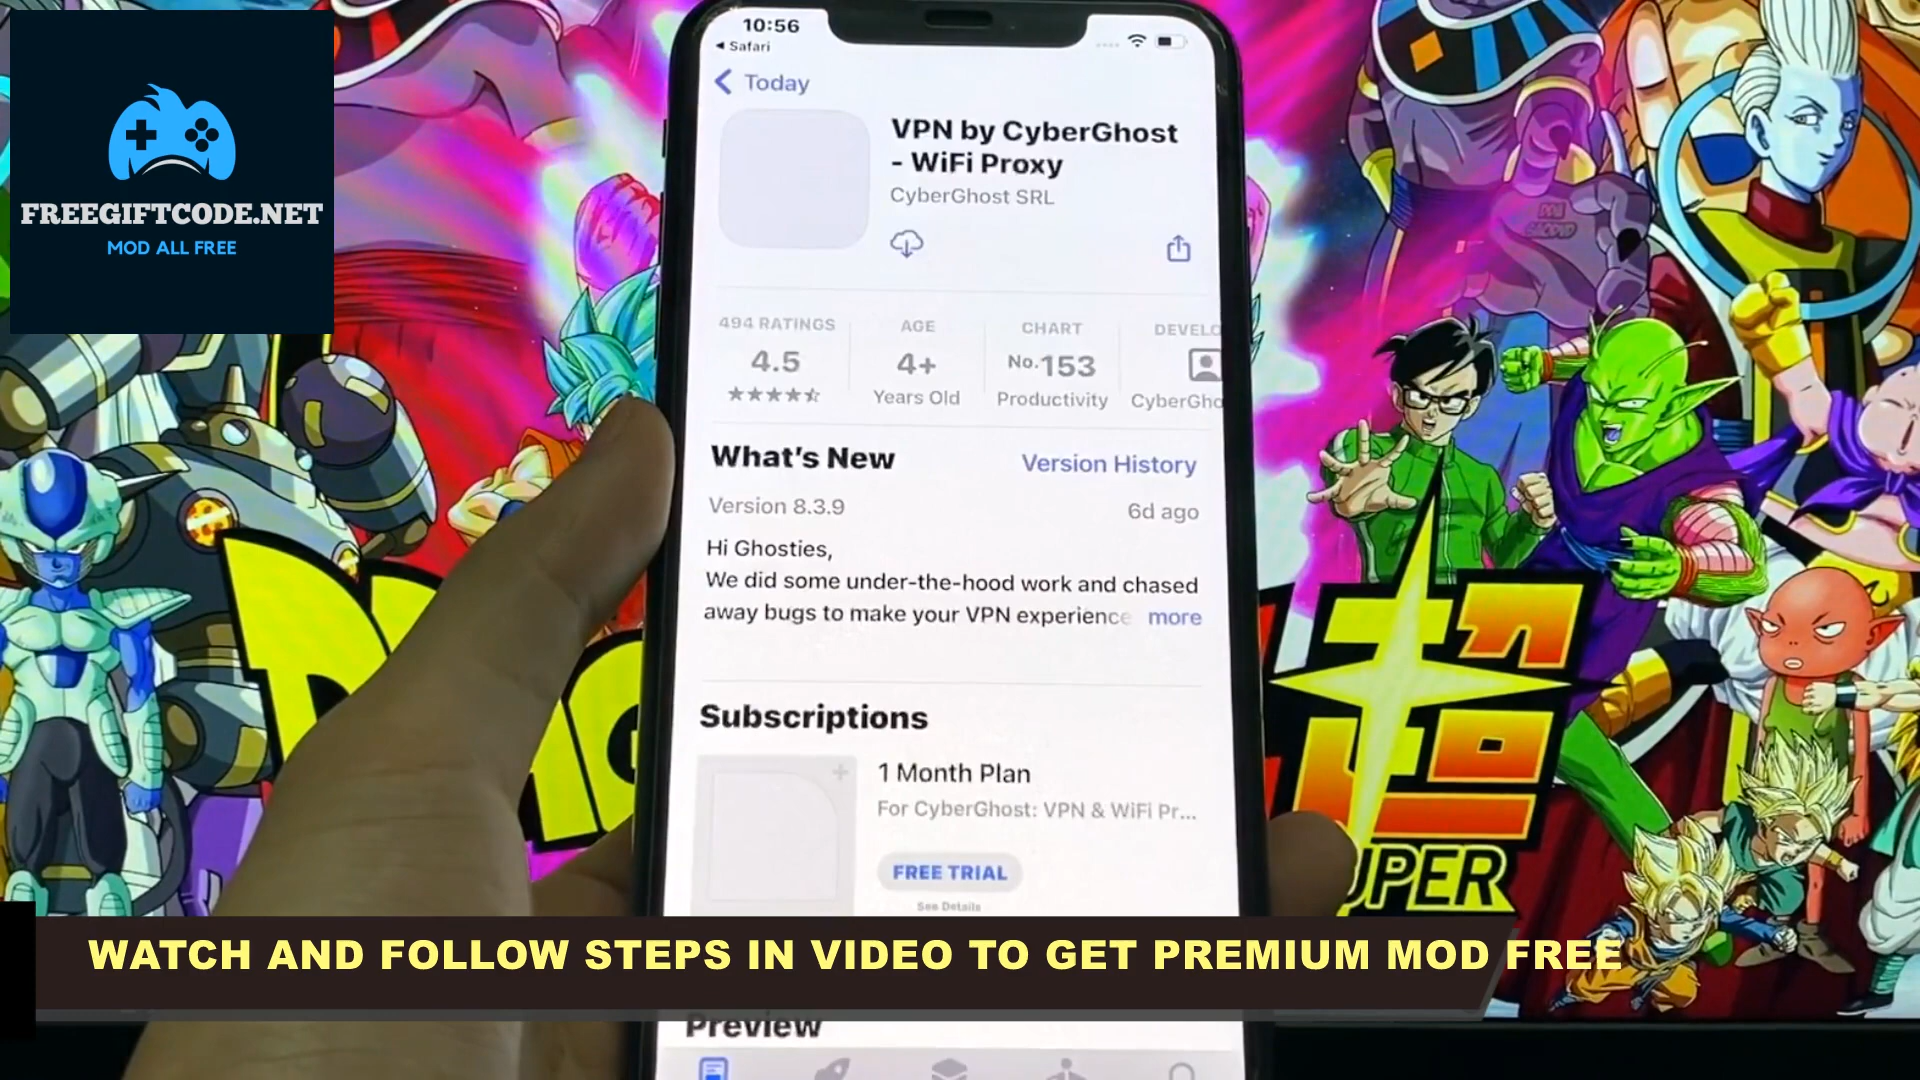 10:56
Safari
Today
FREEGIFTCODE.NET
MOD ALL FREE
VPN by CyberGhost
- WiFi Proxy
CyberGhost SRL
494 RATINGS
4.5
AGE
4+
Years Old
CHART
No.153
Productivity
DEVELO
CyberGho
What's New
Version History
Version 8.3.9
6d ago
Hi Ghosties,
We did some under-the-hood work and chased
away bugs to make your VPN experience more
Subscriptions
1 Month Plan
For CyberGhost: VPN & WiFi Pr...
FREE TRIAL
See Details
超
UPER
WATCH AND FOLLOW STEPS IN VIDEO TO GET PREMIUM MOD FREE
Preview